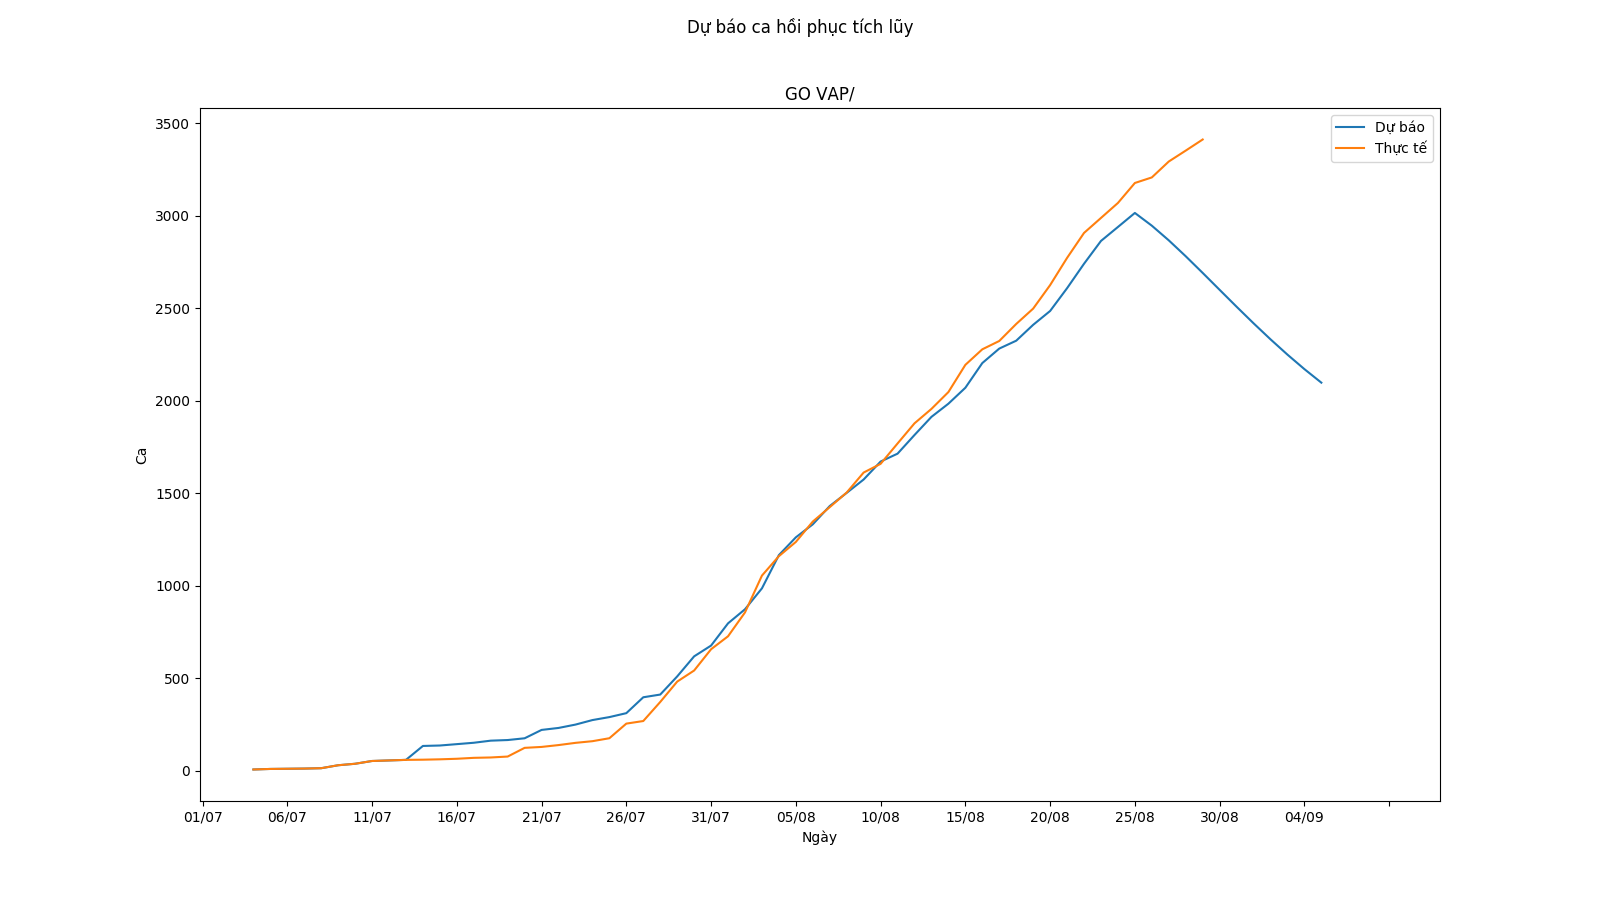 Dự báo ca hồi phục tích lũy
GO VAP/
Dự báo
Thực tế
3500
3000
2500
2000
1500
1000
500
0
Ca
01/07 06/07 11/07 16/07 21/07 26/07 31/07 05/08 10/08 15/08 20/08 25/08 30/08 04/09
Ngày